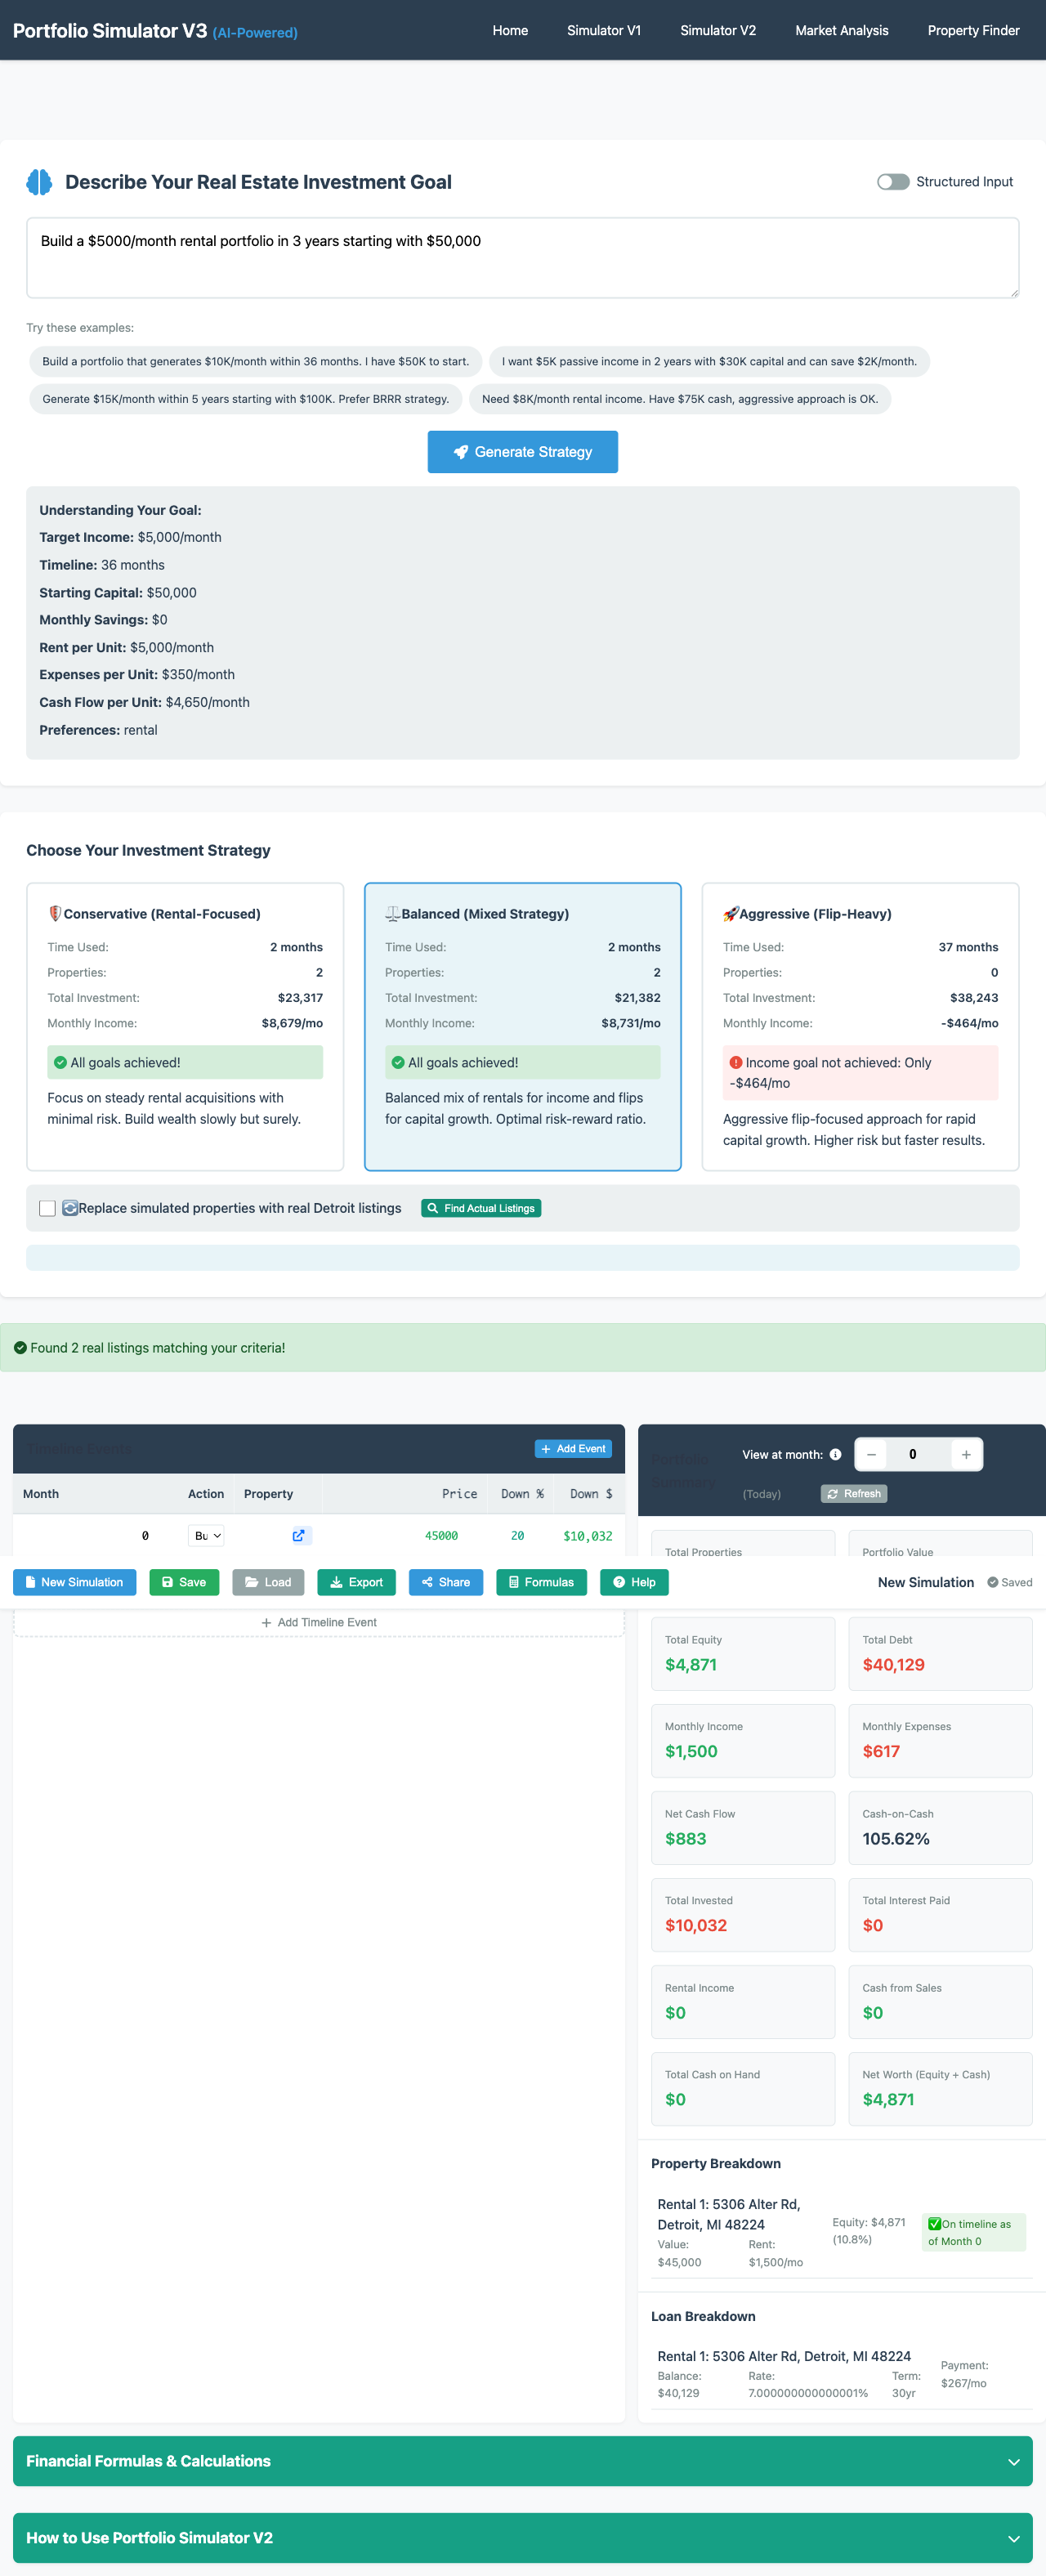 Portfolio Simulator V3 (AI-Powered)
Home Simulator V1 Simulator V2 Market Analysis Property Finder
Describe Your Real Estate Investment Goal
Structured Input
Build a $5000/month rental portfolio in 3 years starting with $50,000
Try these examples:
Build a portfolio that generates $10K/month within 36 months. I have $50K to start.
I want $5K passive income in 2 years with $30K capital and can save $2K/month.
Generate $15K/month within 5 years starting with $100K. Prefer BRRR strategy.
Need $8K/month rental income. Have $75K cash, aggressive approach is OK.
Generate Strategy
Understanding Your Goal:
Target Income: $5,000/month
Timeline: 36 months
Starting Capital: $50,000
Monthly Savings: $0
Rent per Unit: $5,000/month
Expenses per Unit: $350/month
Cash Flow per Unit: $4,650/month
Preferences: rental
Choose Your Investment Strategy
Conservative (Rental-Focused)
Time Used: 2 months
Properties: 2
Total Investment: $23,317
Monthly Income: $8,679/mo
All goals achieved!
Focus on steady rental acquisitions with
minimal risk. Build wealth slowly but surely.
Balanced (Mixed Strategy)
Time Used: 2 months
Properties: 2
Total Investment: $21,382
Monthly Income: $8,731/mo
All goals achieved!
Balanced mix of rentals for income and flips
for capital growth. Optimal risk-reward ratio.
Aggressive (Flip-Heavy)
Time Used: 37 months
Properties: 0
Total Investment: $38,243
Monthly Income: -$464/mo
Income goal not achieved: Only
-$464/mo
Aggressive flip-focused approach for rapid
capital growth. Higher risk but faster results.
Replace simulated properties with real Detroit listings
Find Actual Listings
Found 2 real listings matching your criteria!
Timeline Events
Add Event
Month Action Property Price Down % Down $
0 Bu 45000 20 $10,032
Portfolio
Summary
View at month: − 0 +
(Today) Refresh
Total Properties
Portfolio Value
New Simulation Save Load Export Share Formulas Help
New Simulation Saved
+ Add Timeline Event
Total Equity
$4,871
Total Debt
$40,129
Monthly Income
$1,500
Monthly Expenses
$617
Net Cash Flow
$883
Cash-on-Cash
105.62%
Total Invested
$10,032
Total Interest Paid
$0
Rental Income
$0
Cash from Sales
$0
Total Cash on Hand
$0
Net Worth (Equity + Cash)
$4,871
Property Breakdown
Rental 1: 5306 Alter Rd,
Detroit, MI 48224
Value:
$45,000
Rent:
$1,500/mo
Equity: $4,871
(10.8%)
On timeline as
of Month 0
Loan Breakdown
Rental 1: 5306 Alter Rd, Detroit, MI 48224
Balance:
$40,129
Rate:
7.000000000000001%
Term:
30yr
Payment:
$267/mo
Financial Formulas & Calculations
How to Use Portfolio Simulator V2